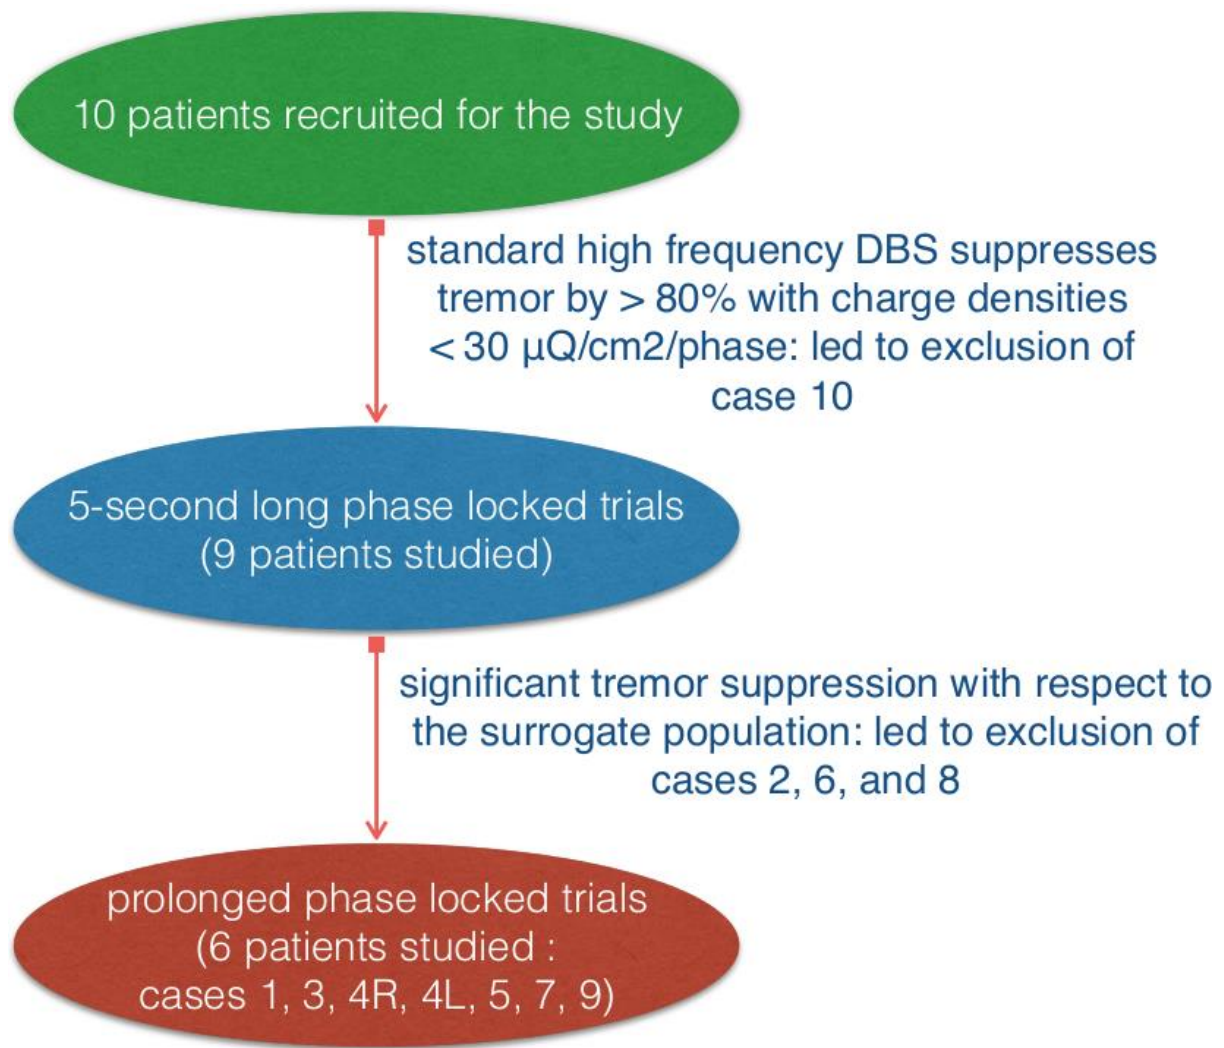 10 patients recruited for the study
standard high frequency DBS suppresses
tremor by > 80% with charge densities
< 30 μQ/cm2/phase: led to exclusion of
case 10
5-second long phase locked trials
(9 patients studied)
significant tremor suppression with respect to
the surrogate population: led to exclusion of
cases 2, 6, and 8
prolonged phase locked trials
(6 patients studied :
cases 1, 3, 4R, 4L, 5, 7, 9)